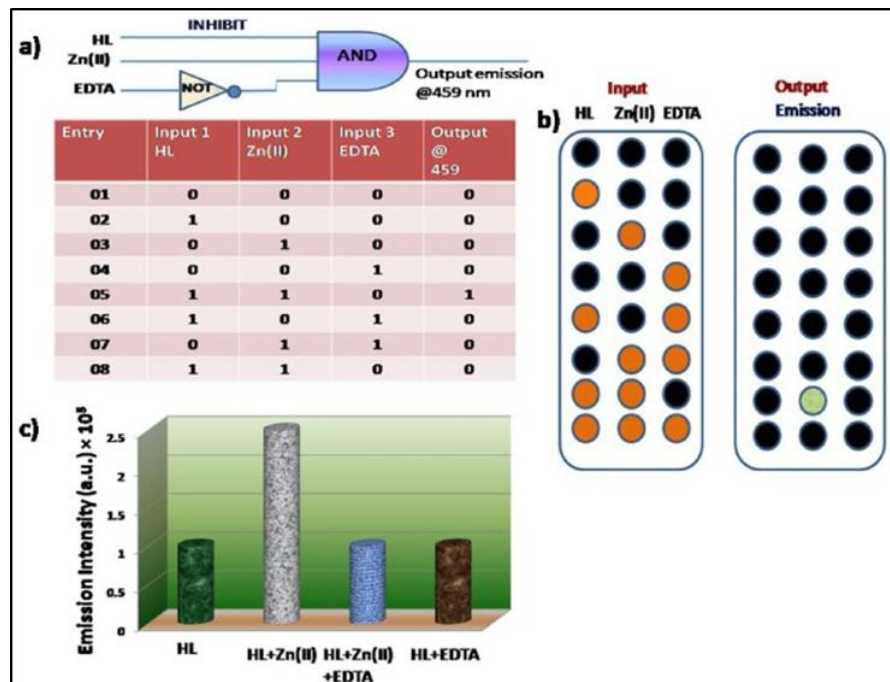 a)
INHIBIT
HL
Zn(II)
EDTA
NOT
AND
Output emission
@459 nm
Entry Input 1 Input 2 Input 3 Output
HL Zn(II) EDTA @
459
01 0 0 0 0
02 1 0 0 0
03 0 1 0 0
04 0 0 1 0
05 1 1 0 1
06 1 0 1 0
07 0 1 1 0
08 1 1 0 0
b)
Input Output
HL Zn(II) EDTA Emission
c)
Emission Intensity (a.u.) × 10⁵
2.5
2
1.5
1
0.5
0
HL HL+Zn(II) HL+Zn(II) HL+EDTA
+EDTA